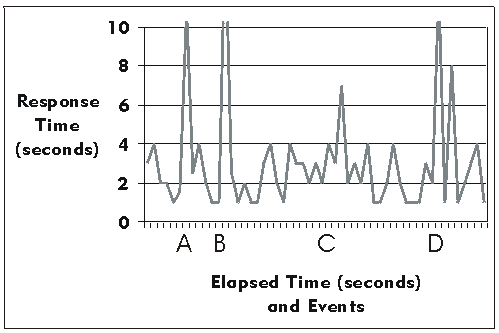 10
8
6
4
2
0
Response
Time
(seconds)
A B C D
Elapsed Time (seconds)
and Events